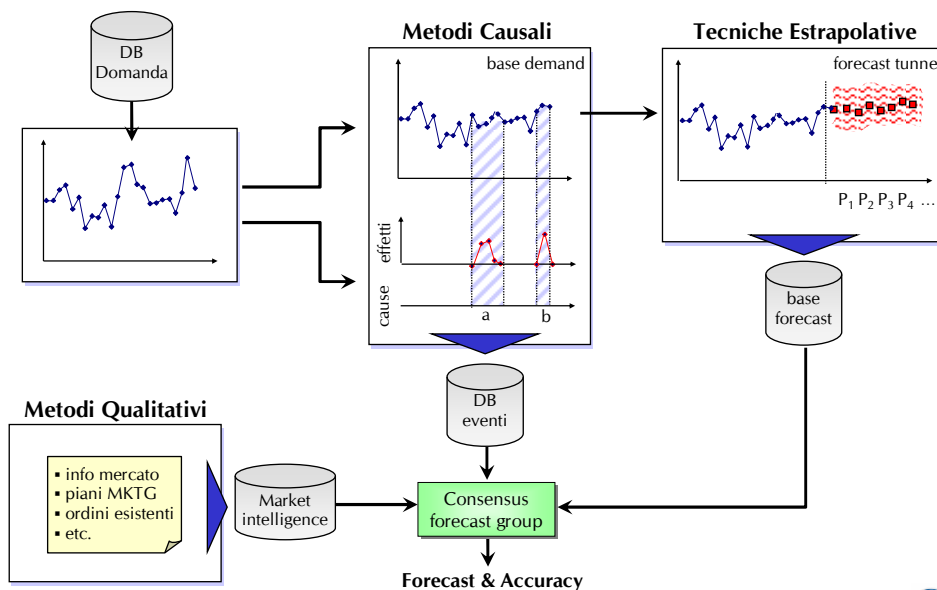 Metodi Causali
Tecniche Estrapolative
DB
Domanda
base demand
forecast tunnel
P1 P2 P3 P4 ...
effetti
cause
a
b
base
forecast
DB
eventi
Metodi Qualitativi
▪ info mercato
▪ piani MKTG
▪ ordini esistenti
▪ etc.
Market
intelligence
Consensus
forecast group
Forecast & Accuracy